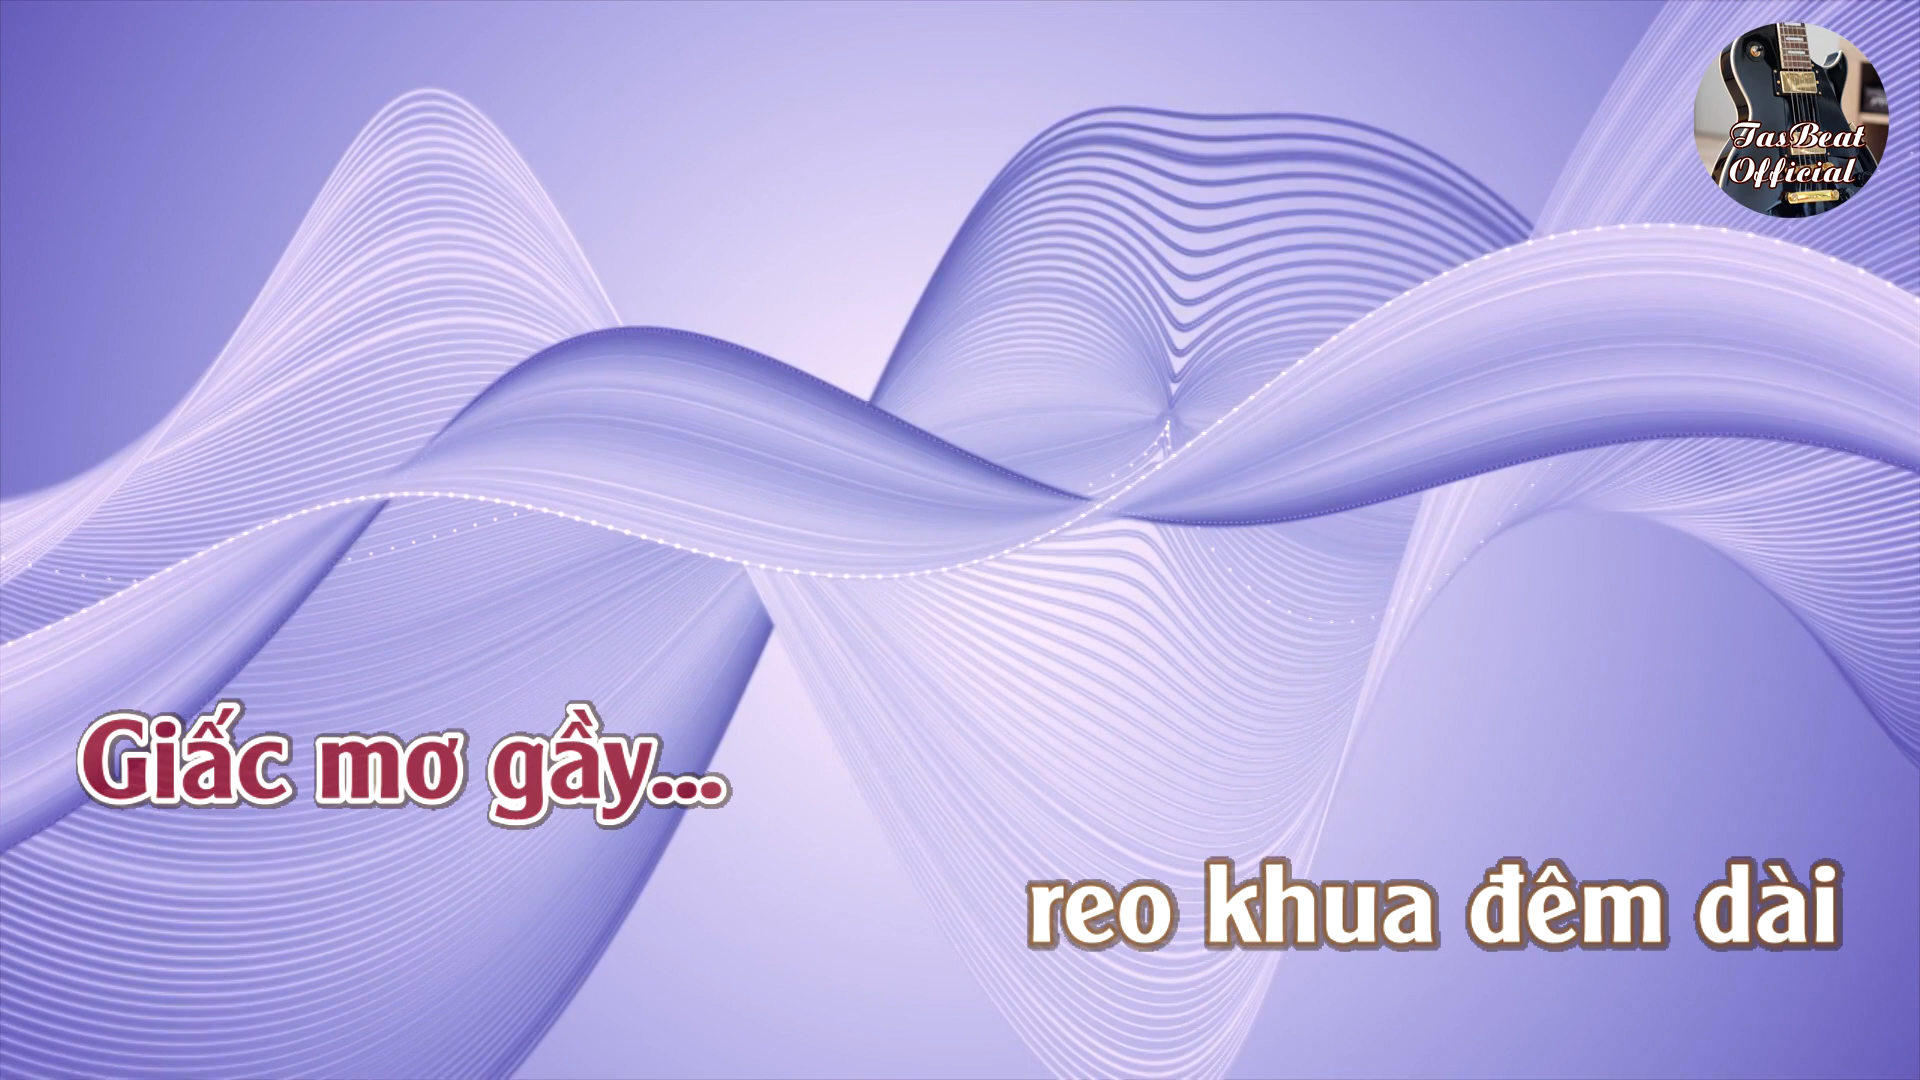 TasBeat
Official
Giấc mơ gầy...
reo khua đêm dài